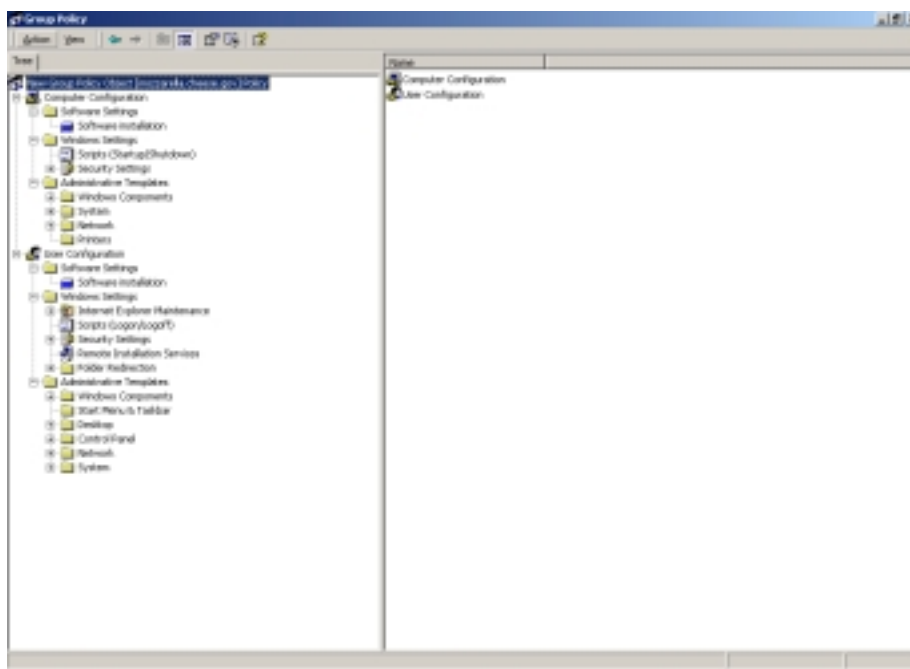 Group Policy
Action View
Tree
Name
New Group Policy Object [mozzarella.cheese.gov] Policy
Computer Configuration
Software Settings
Software installation
Windows Settings
Scripts (Startup/Shutdown)
Security Settings
Administrative Templates
Windows Components
System
Network
Printers
User Configuration
Software Settings
Software installation
Windows Settings
Internet Explorer Maintenance
Scripts (Logon/Logoff)
Security Settings
Remote Installation Services
Folder Redirection
Administrative Templates
Windows Components
Start Menu & Taskbar
Desktop
Control Panel
Network
System
Computer Configuration
User Configuration